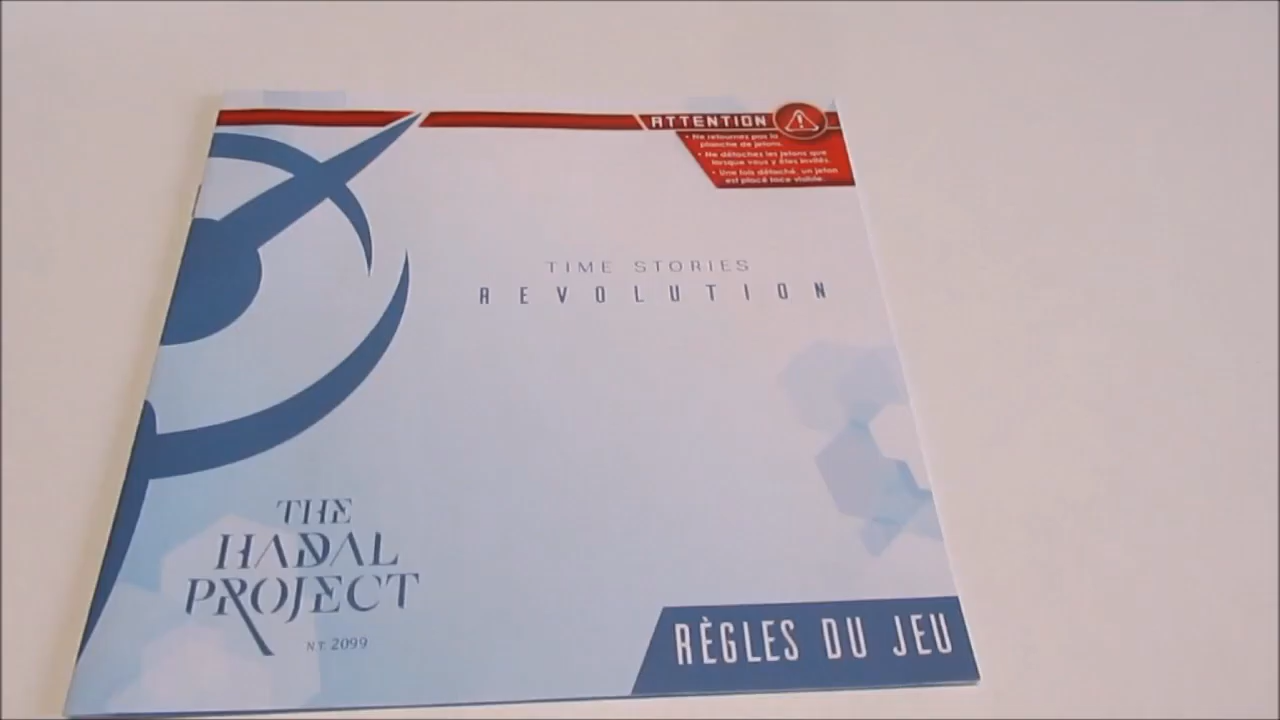 ATTENTION
• Ne retournez pas la
planche de jetons.
• Ne détachez les jetons que
lorsque vous y êtes invités.
• Une fois détaché, un jeton
est placé face visible.
TIME STORIES
REVOLUTION
THE
HADAL
PROJECT
NT 2099
RÈGLES DU JEU